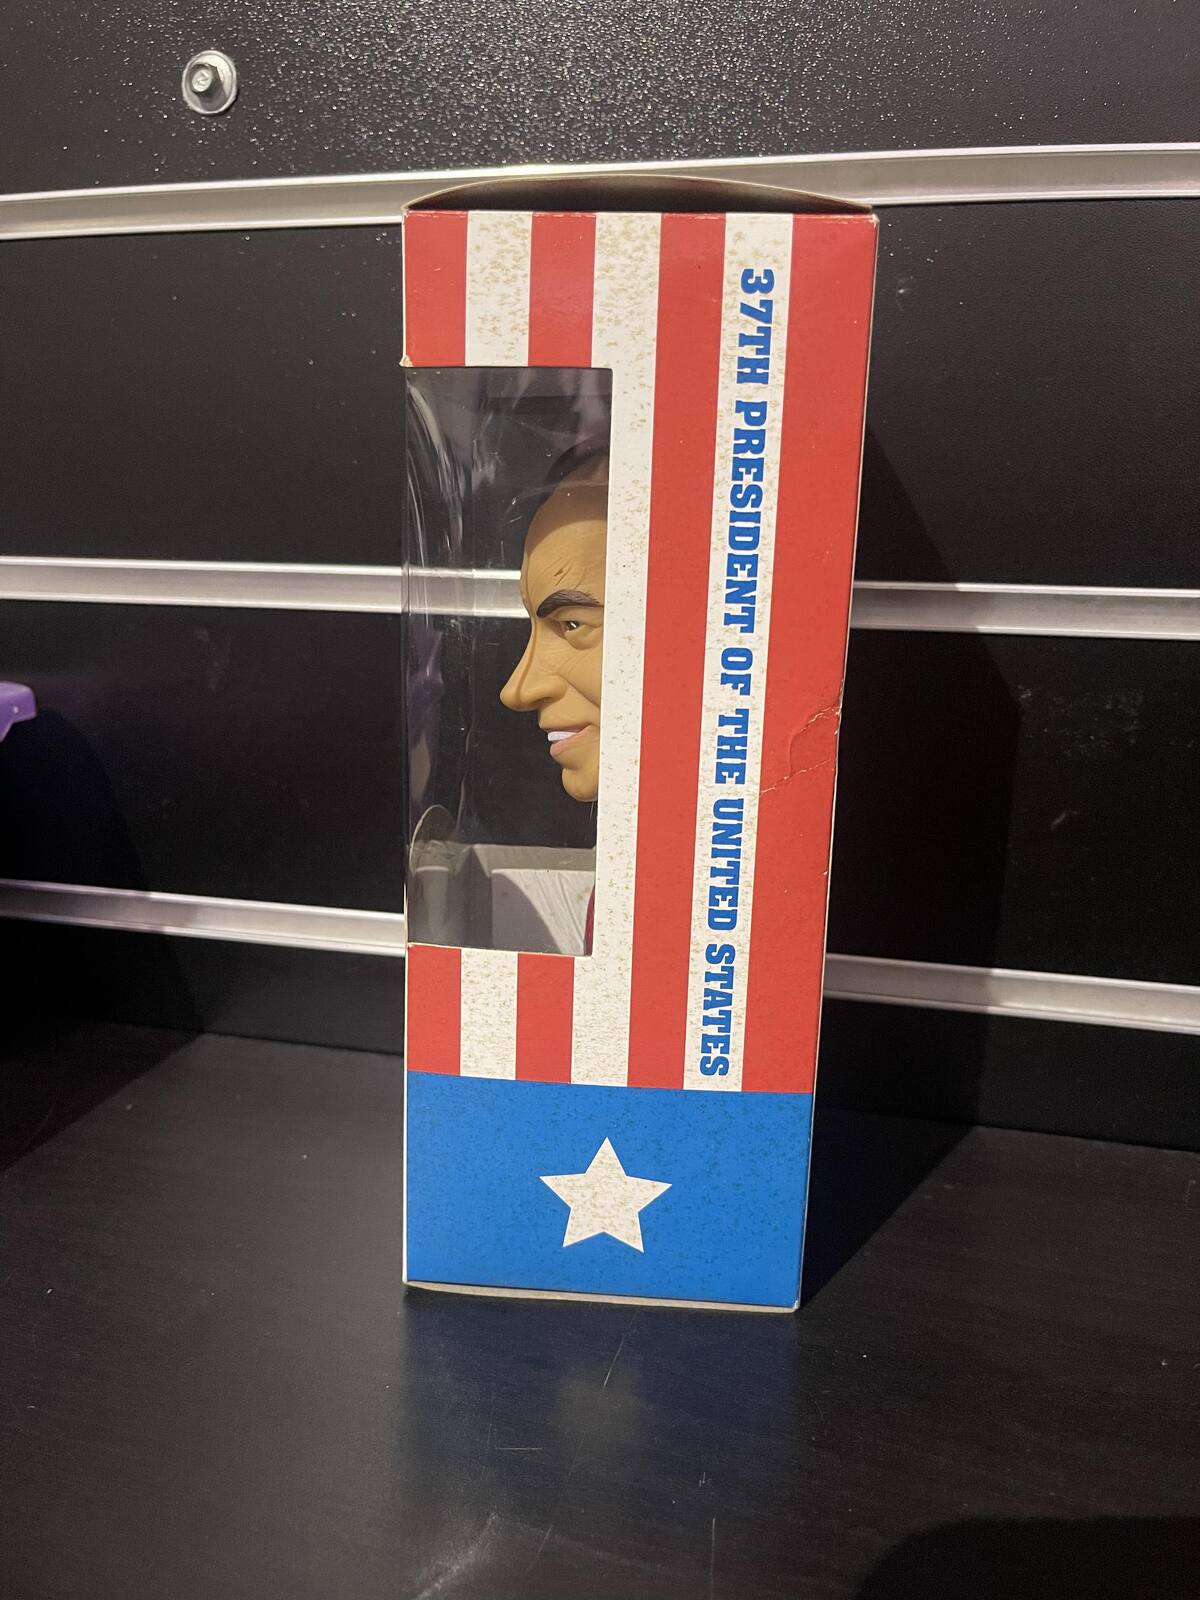 37TH PRESIDENT OF THE UNITED STATES